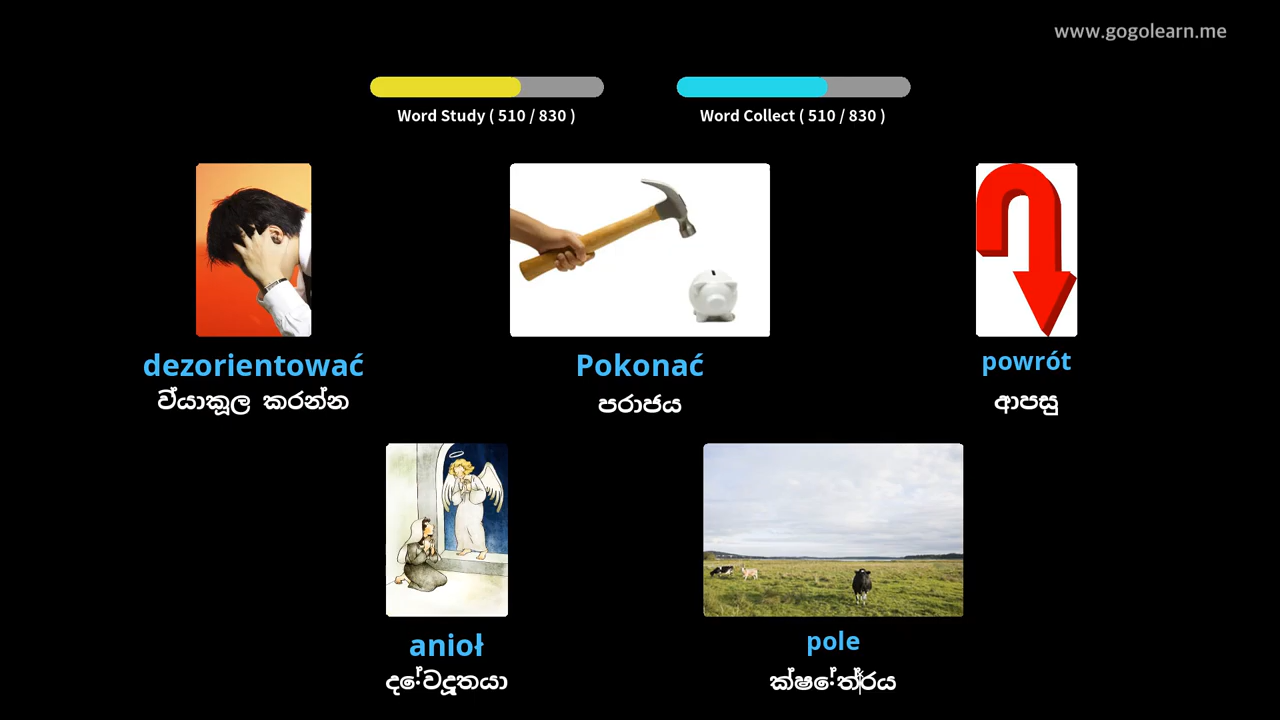 www.gogolearn.me
Word Study ( 510 / 830 )
Word Collect ( 510 / 830 )
dezorientować
ව්යාකූල කරන්න
Pokonać
පරාජය
powrót
ආපසු
anioł
දේවදූතයා
pole
ක්ෂේත්‍රය